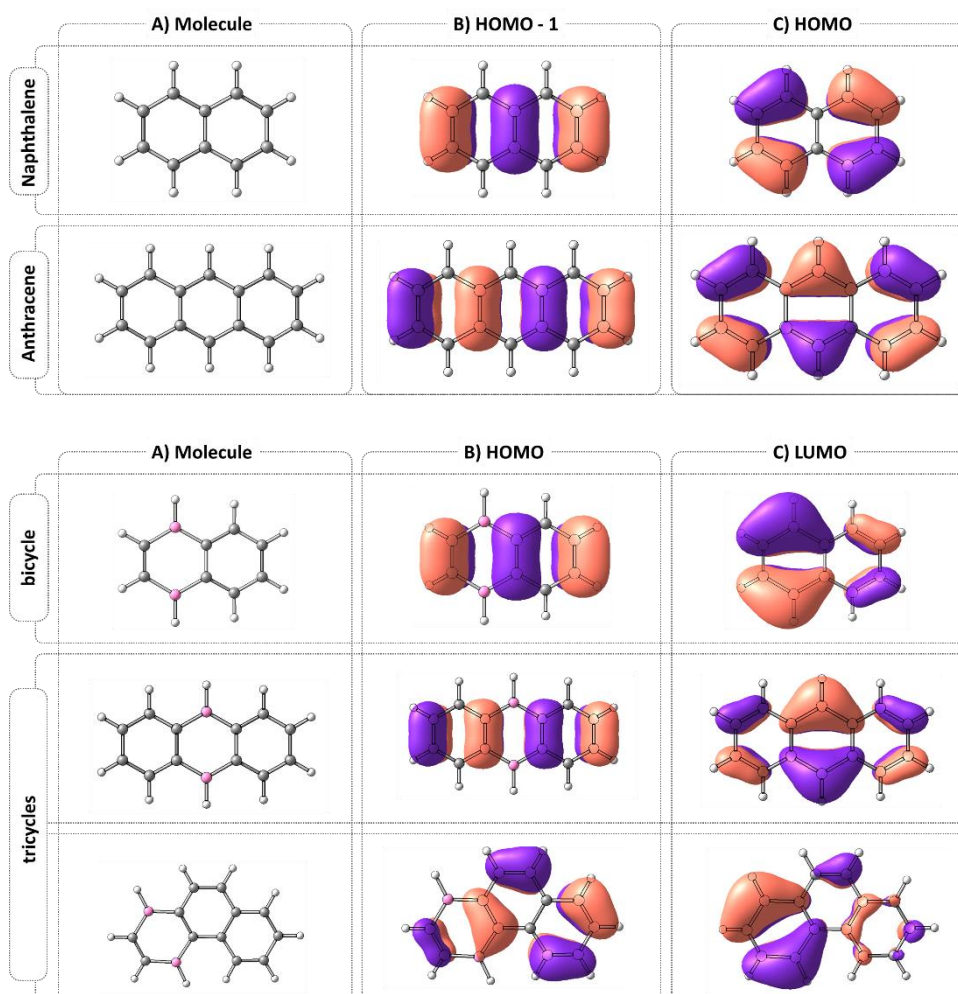 A) Molecule
B) HOMO - 1
C) HOMO
Naphthalene
Anthracene
A) Molecule
B) HOMO
C) LUMO
bicycle
tricycles